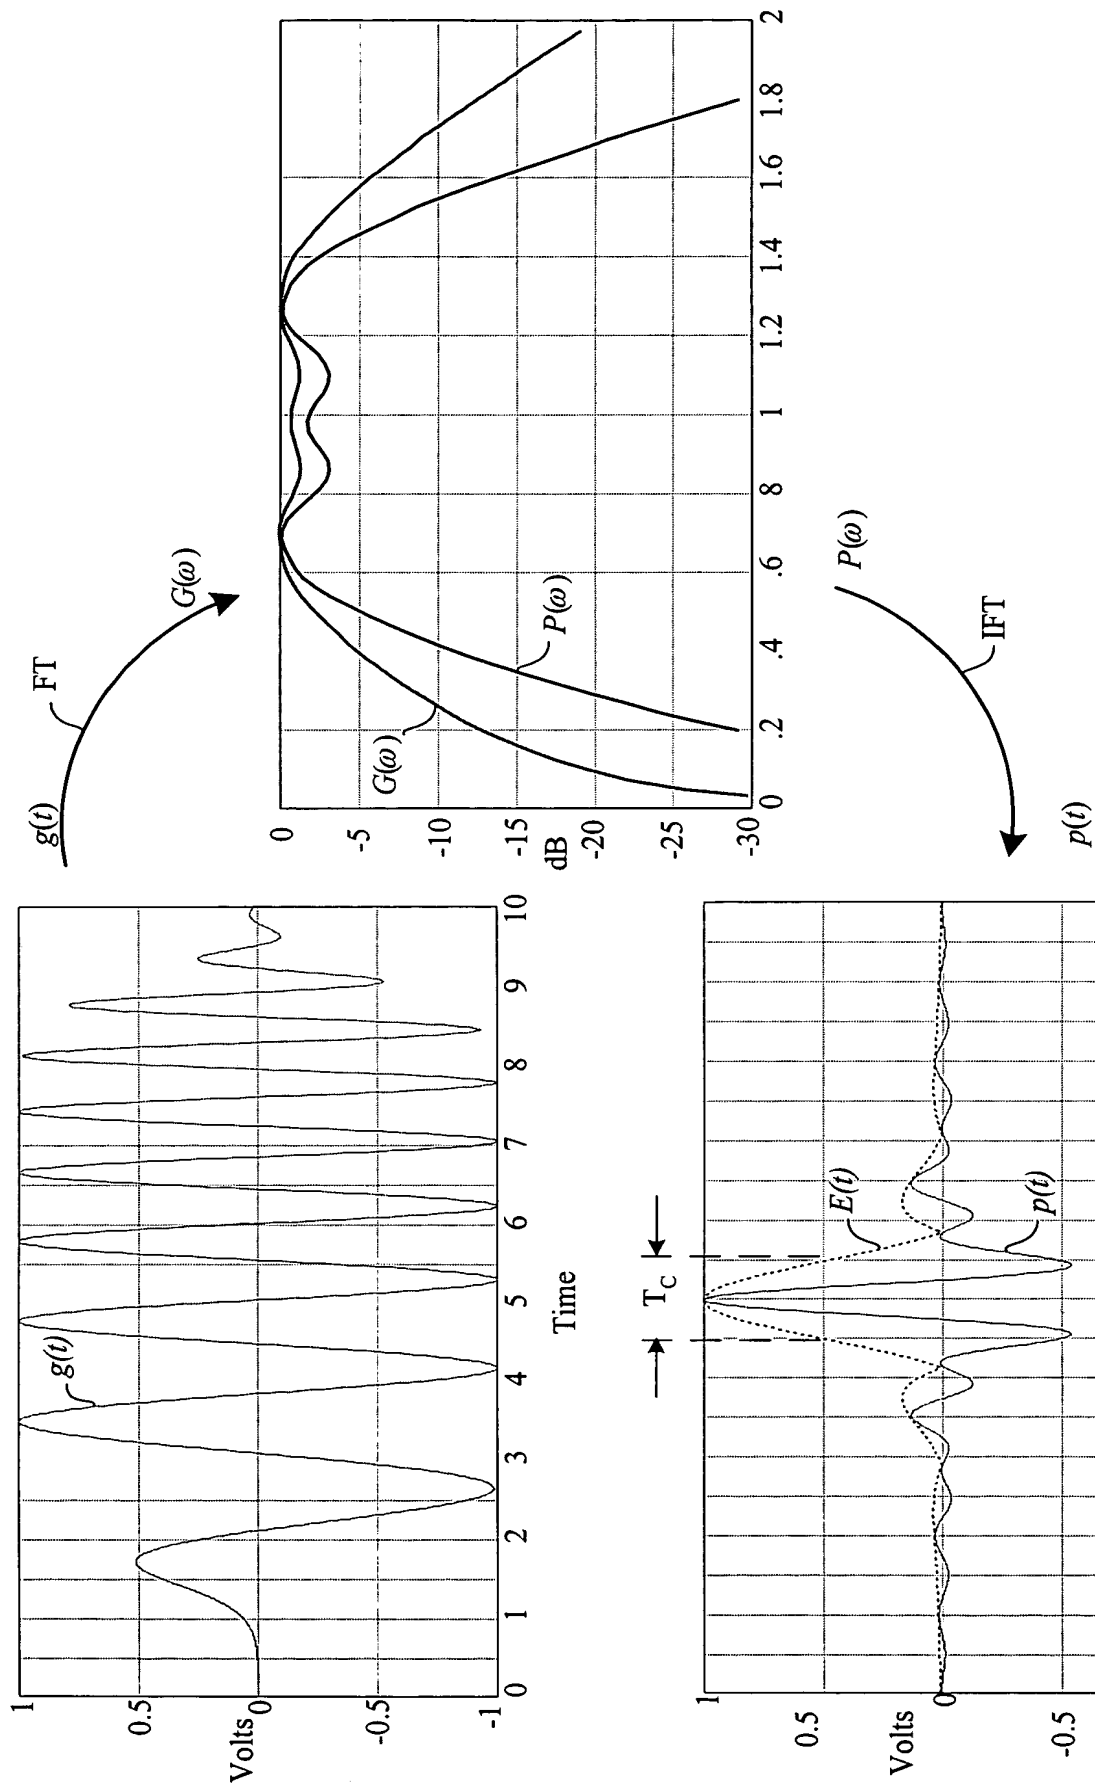 g(t)
FT
G(ω)
1
0.5
0
-0.5
-1
Volts
g(t)
0 1 2 3 4 5 6 7 8 9 10
Time
0
-5
-10
-15
-20
-25
-30
dB
G(ω)
P(ω)
0 .2 .4 .6 .8 1 1.2 1.4 1.6 1.8 2
P(ω)
IFT
p(t)
1
0.5
0
-0.5
Volts
T_C
E(t)
p(t)